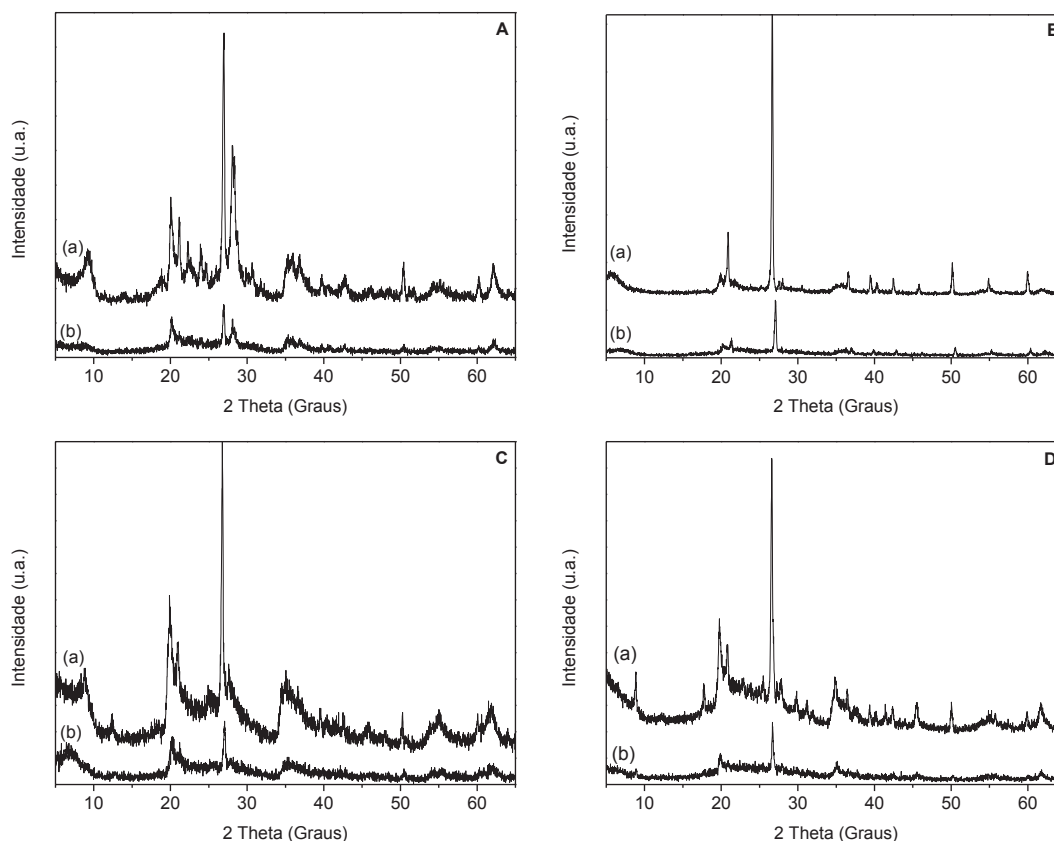 A
Intensidade (u.a.)
(a)
(b)
10 20 30 40 50 60
2 Theta (Graus)
B
Intensidade (u.a.)
(a)
(b)
10 20 30 40 50 60
2 Theta (Graus)
C
Intensidade (u.a.)
(a)
(b)
10 20 30 40 50 60
2 Theta (Graus)
D
Intensidade (u.a.)
(a)
(b)
10 20 30 40 50 60
2 Theta (Graus)